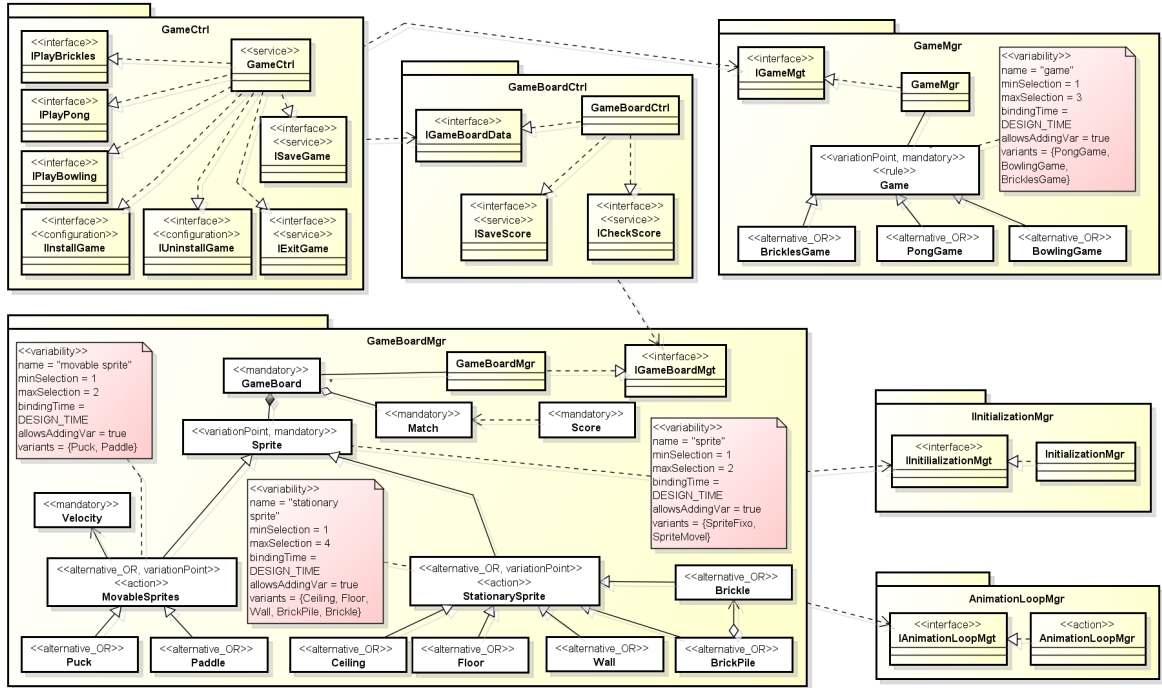 GameCtrl
<<interface>>
IPlayBrickles
<<service>>
GameCtrl
<<interface>>
IPlayPong
<<interface>>
IPlayBowling
<<interface>>
<<service>>
ISaveGame
<<interface>>
<<configuration>>
IInstallGame
<<interface>>
<<configuration>>
IUninstallGame
<<interface>>
<<service>>
IExitGame
GameBoardCtrl
<<interface>>
IGameBoardData
GameBoardCtrl
<<interface>>
<<service>>
ISaveScore
<<interface>>
<<service>>
ICheckScore
GameMgr
<<interface>>
IGameMgt
GameMgr
<<variability>>
name = "game"
minSelection = 1
maxSelection = 3
bindingTime =
DESIGN_TIME
allowsAddingVar = true
variants = {PongGame,
BowlingGame,
BricklesGame}
<<variationPoint, mandatory>>
<<rule>>
Game
<<alternative_OR>>
BricklesGame
<<alternative_OR>>
PongGame
<<alternative_OR>>
BowlingGame
GameBoardMgr
<<variability>>
name = "movable sprite"
minSelection = 1
maxSelection = 2
bindingTime =
DESIGN_TIME
allowsAddingVar = true
variants = {Puck, Paddle}
<<mandatory>>
GameBoard
*
GameBoardMgr
<<interface>>
IGameBoardMgt
<<mandatory>>
Match
<<mandatory>>
Score
<<variationPoint, mandatory>>
Sprite
<<variability>>
name = "sprite"
minSelection = 1
maxSelection = 2
bindingTime =
DESIGN_TIME
allowsAddingVar = true
variants = {SpriteFixo,
SpriteMovel}
<<mandatory>>
Velocity
<<variability>>
name = "stationary
sprite"
minSelection = 1
maxSelection = 4
bindingTime =
DESIGN_TIME
allowsAddingVar = true
variants = {Ceiling, Floor,
Wall, BrickPile, Brickle}
<<alternative_OR, variationPoint>>
<<action>>
MovableSprites
<<alternative_OR, variationPoint>>
<<action>>
StationarySprite
<<alternative_OR>>
Brickle
<<alternative_OR>>
Puck
<<alternative_OR>>
Paddle
<<alternative_OR>>
Ceiling
<<alternative_OR>>
Floor
<<alternative_OR>>
Wall
<<alternative_OR>>
BrickPile
IInitializationMgr
<<interface>>
IInitiliализationMgt
InitializationMgr
AnimationLoopMgr
<<interface>>
IAnimationLoopMgt
<<action>>
AnimationLoopMgr